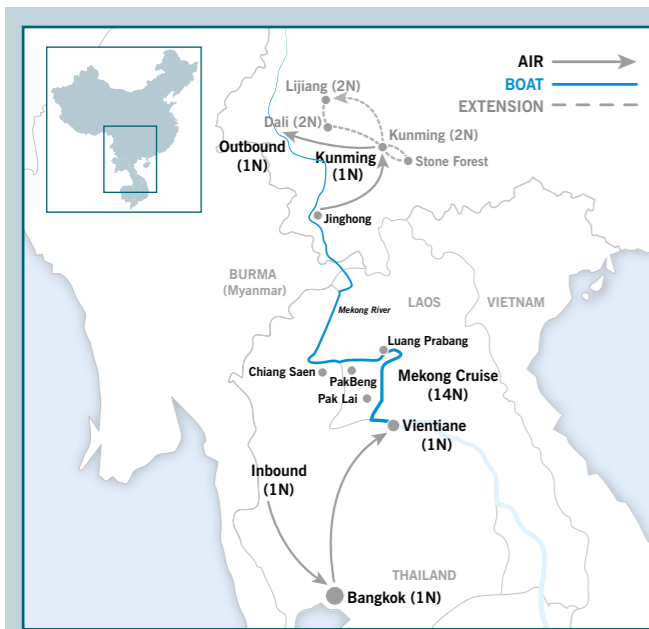 AIR
BOAT
EXTENSION
Lijiang (2N)
Dali (2N)
Kunming (2N)
Outbound
(1N)
Kunming
(1N)
Stone Forest
Jinghong
BURMA
(Myanmar)
LAOS
VIETNAM
Mekong River
Luang Prabang
Chiang Saen
PakBeng
Mekong Cruise
(14N)
Pak Lai
Vientiane
(1N)
Inbound
(1N)
THAILAND
Bangkok (1N)